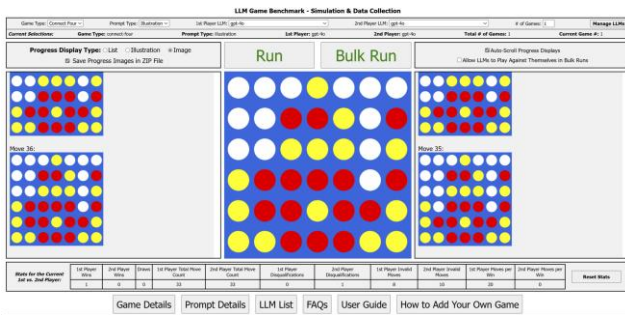 LLM Game Benchmark - Simulation & Data Collection
Game Type: Connect Four Prompt Type: Illustration 1st Player LLM: gpt-4o 2nd Player LLM: gpt-4o # of Games: 1 Manage LLMs
Current Selections: Game Type: connect-four Prompt Type: illustration 1st Player: gpt-4o 2nd Player: gpt-4o Total # of Games: 1 Current Game #: 1
Progress Display Type: List Illustration Image
Save Progress Images in ZIP File
Run
Bulk Run
Auto-Scroll Progress Displays
Allow LLMs to Play Against Themselves in Bulk Runs
Move 36:
Move 35:
Stats for the Current 1st vs. 2nd Player:
1st Player Wins 2nd Player Wins Draws 1st Player Total Move Count 2nd Player Total Move Count 1st Player Disqualifications 2nd Player Disqualifications 1st Player Invalid Moves 2nd Player Invalid Moves 1st Player Moves per Win 2nd Player Moves per Win
Reset Stats
Game Details
Prompt Details
LLM List
FAQs
User Guide
How to Add Your Own Game